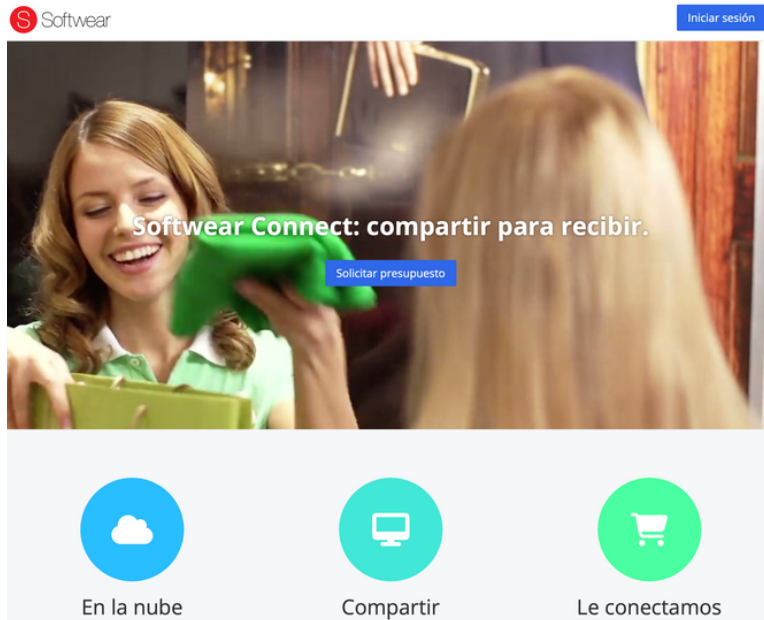 S Softwear
Iniciar sesión
Softwear Connect: compartir para recibir.
Solicitar presupuesto
En la nube
Compartir
Le conectamos